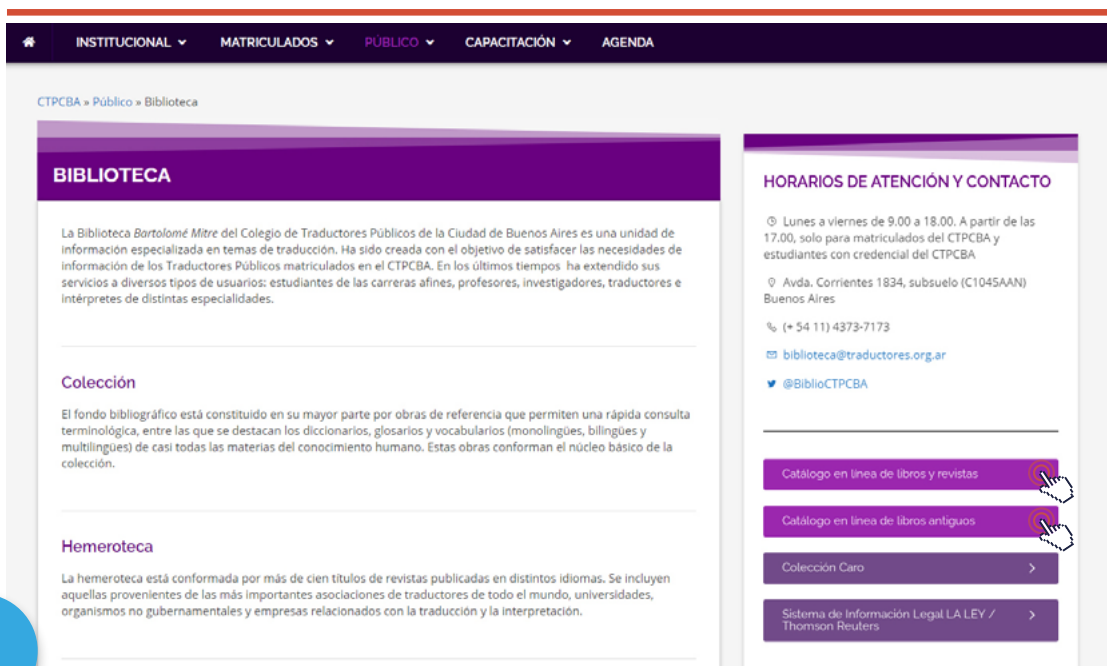 INSTITUCIONAL MATRICULADOS PÚBLICO CAPACITACIÓN AGENDA
CTPCBA » Público » Biblioteca
BIBLIOTECA
La Biblioteca Bartolomé Mitre del Colegio de Traductores Públicos de la Ciudad de Buenos Aires es una unidad de
información especializada en temas de traducción. Ha sido creada con el objetivo de satisfacer las necesidades de
información de los Traductores Públicos matriculados en el CTPCBA. En los últimos tiempos ha extendido sus
servicios a diversos tipos de usuarios: estudiantes de las carreras afines, profesores, investigadores, traductores e
intérpretes de distintas especialidades.
Colección
El fondo bibliográfico está constituido en su mayor parte por obras de referencia que permiten una rápida consulta
terminológica, entre las que se destacan los diccionarios, glosarios y vocabularios (monolingües, bilingües y
multilingües) de casi todas las materias del conocimiento humano. Estas obras conforman el núcleo básico de la
colección.
Hemeroteca
La hemeroteca está conformada por más de cien títulos de revistas publicadas en distintos idiomas. Se incluyen
aquellas provenientes de las más importantes asociaciones de traductores de todo el mundo, universidades,
organismos no gubernamentales y empresas relacionados con la traducción y la interpretación.
HORARIOS DE ATENCIÓN Y CONTACTO
Lunes a viernes de 9.00 a 18.00. A partir de las
17.00, solo para matriculados del CTPCBA y
estudiantes con credencial del CTPCBA
Avda. Corrientes 1834, subsuelo (C1045AAN)
Buenos Aires
(+ 54 11) 4373-7173
biblioteca@traductores.org.ar
@BiblioCTPCBA
Catálogo en línea de libros y revistas
Catálogo en línea de libros antiguos
Colección Caro
Sistema de Información Legal LA LEY /
Thomson Reuters